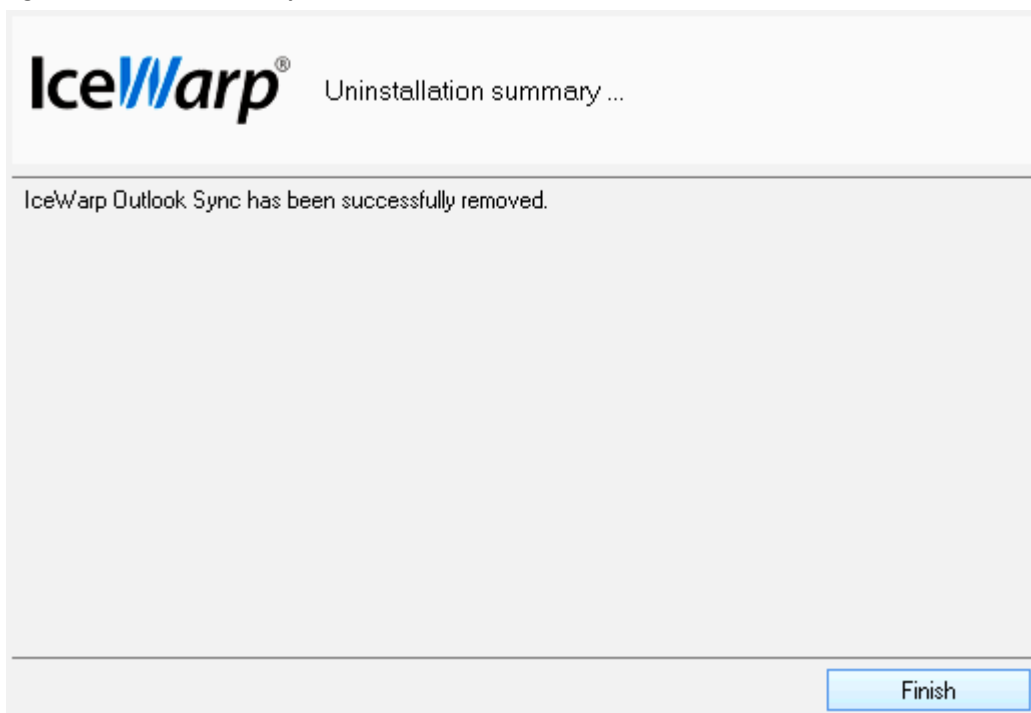 IceWarp® Uninstallation summary ...
IceWarp Outlook Sync has been successfully removed.
Finish